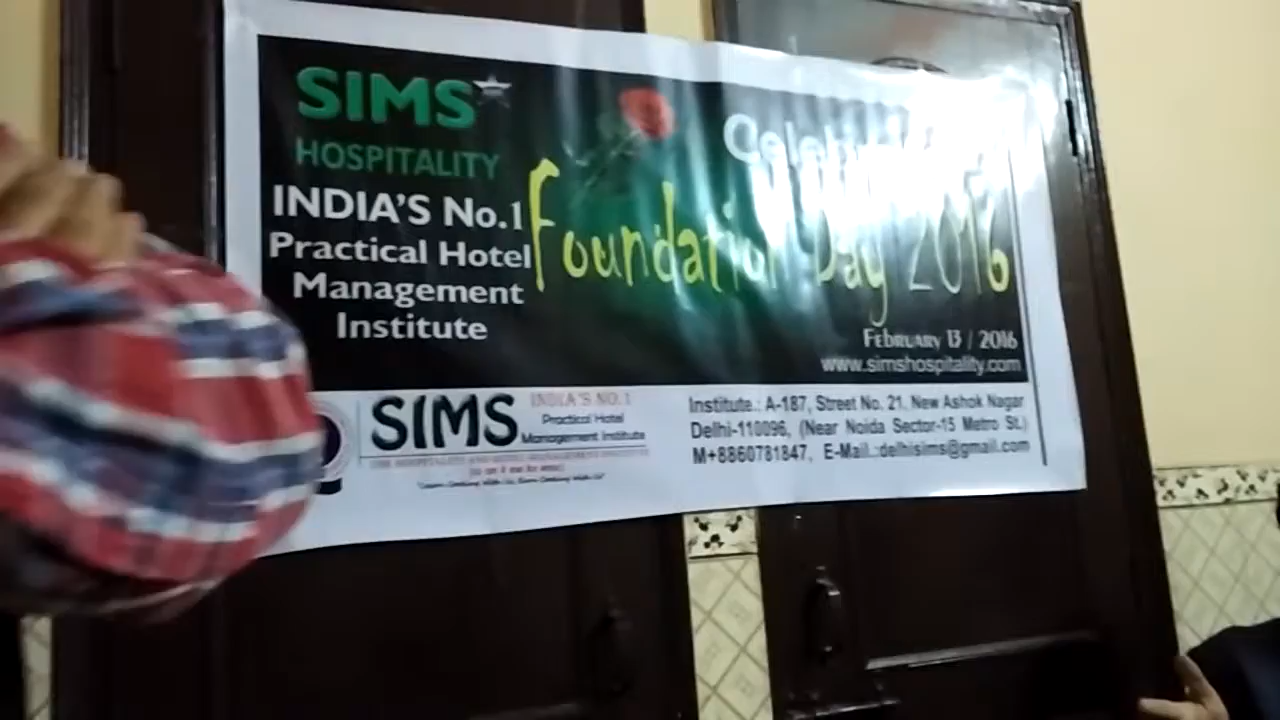 SIMS
HOSPITALITY
INDIA'S No.1
Practical Hotel
Management
Institute
Foundation Day 2016
February 13 / 2016
www.simshospitality.com
SIMS
INDIA'S NO.1
Practical Hotel
Management Institute
Institute.: A-187, Street No. 21, New Ashok Nagar
Delhi-110096, (Near Noida Sector-15 Metro St.)
M+8860781847, E-Mail.:delhisims@gmail.com